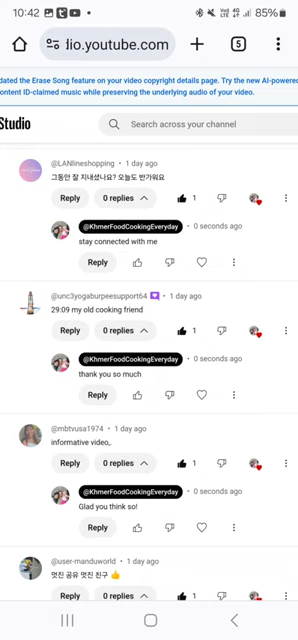 10:42
85%
dio.youtube.com
5
dated the Erase Song feature on your video copyright details page. Try the new AI-powered
ontent ID-claimed music while preserving the underlying audio of your video.
Studio
Search across your channel
@LANlineshopping • 1 day ago
그동안 잘 지내셨나요? 오늘도 반가워요
Reply 0 replies 1
@KhmerFoodCookingEveryday • 0 seconds ago
stay connected with me
Reply
@unc3yogaburpeesupport64 • 1 day ago
29:09 my old cooking friend
Reply 0 replies 1
@KhmerFoodCookingEveryday • 0 seconds ago
thank you so much
Reply
@mbtvusa1974 • 1 day ago
informative video,.
Reply 0 replies 1
@KhmerFoodCookingEveryday • 0 seconds ago
Glad you think so!
Reply
@user-manduworld • 1 day ago
멋진 공유 멋진 친구 👍
Reply 0 replies 1